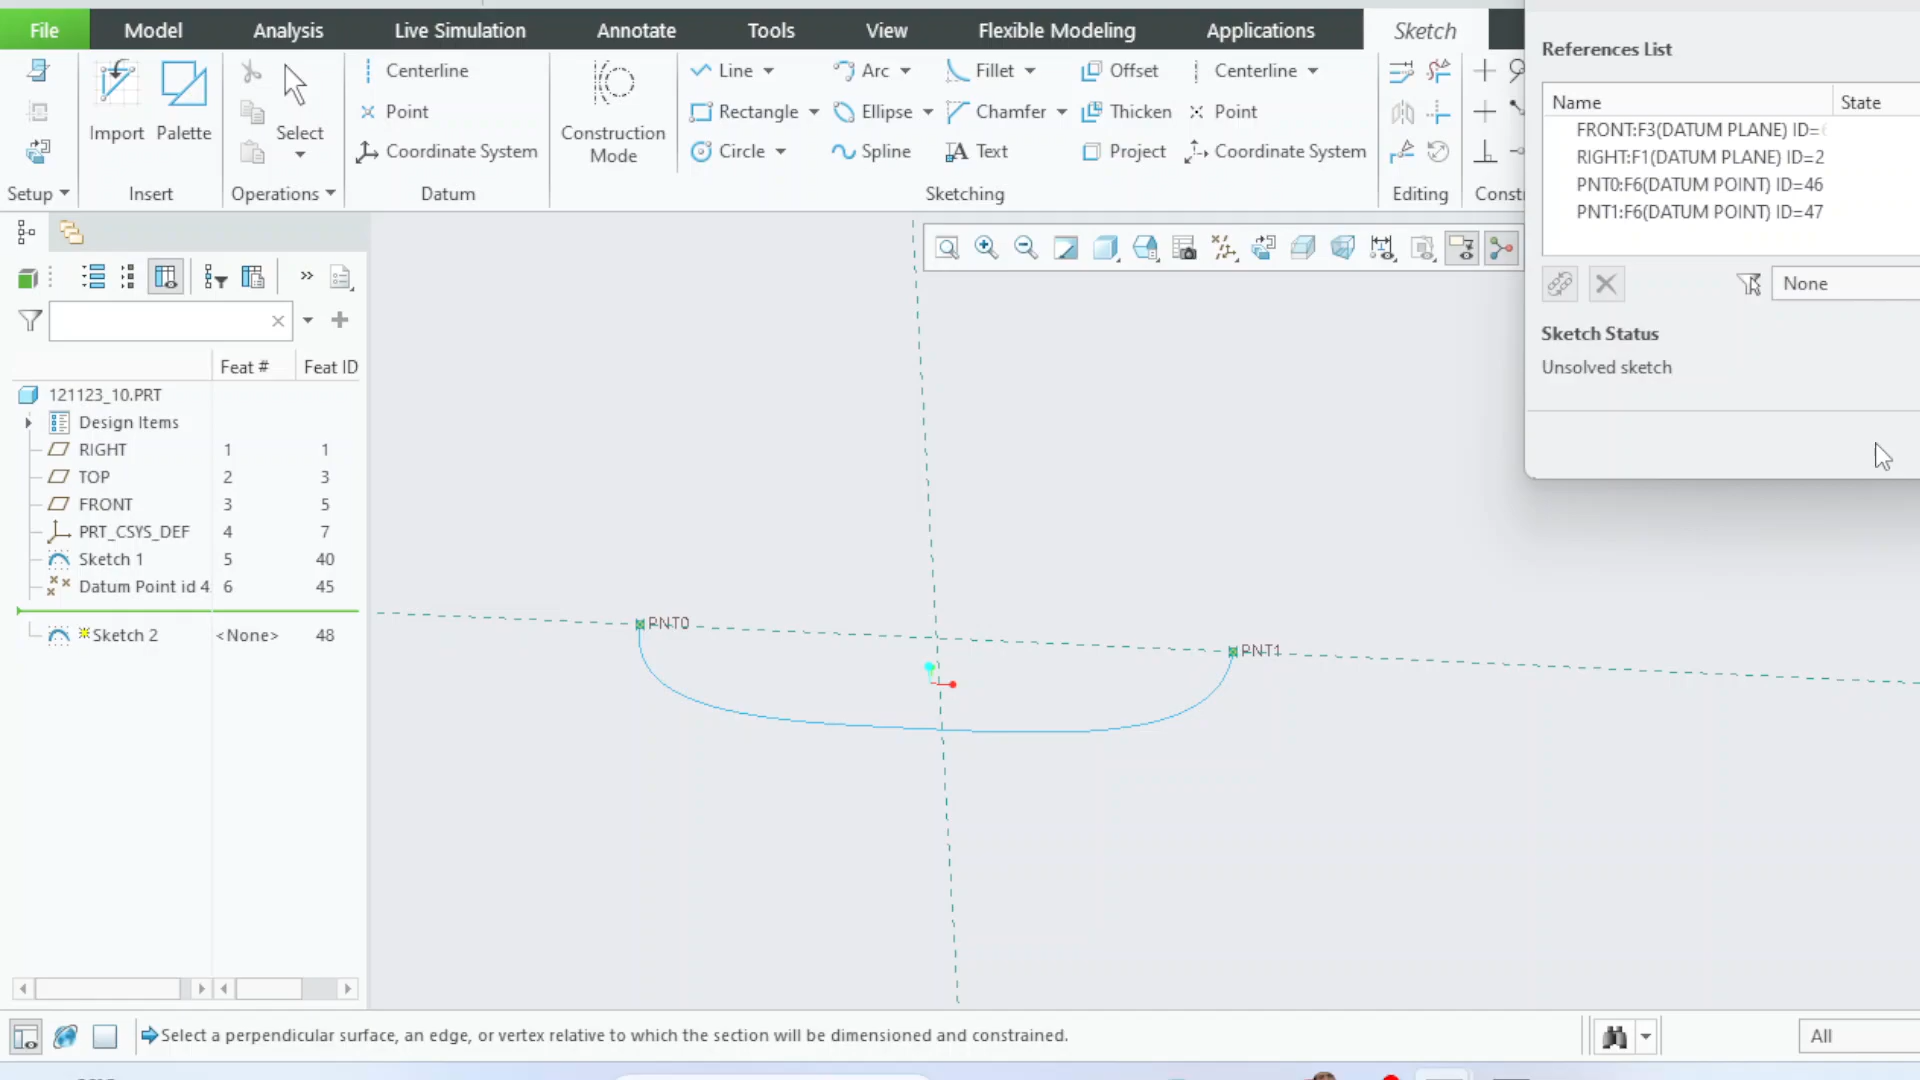 File Model Analysis Live Simulation Annotate Tools View Flexible Modeling Applications Sketch
Centerline Line Arc Fillet Offset Centerline
Point Rectangle Ellipse Chamfer Thicken Point
Import Palette Select Construction Mode
Coordinate System Circle Spline Text Project Coordinate System
Setup Insert Operations Datum Sketching Editing Constr
References List
Name State
FRONT:F3(DATUM PLANE) ID=
RIGHT:F1(DATUM PLANE) ID=2
PNT0:F6(DATUM POINT) ID=46
PNT1:F6(DATUM POINT) ID=47
None
Sketch Status
Unsolved sketch
Feat # Feat ID
121123_10.PRT
Design Items
RIGHT 1 1
TOP 2 3
FRONT 3 5
PRT_CSYS_DEF 4 7
Sketch 1 5 40
Datum Point id 4 6 45
Sketch 2 <None> 48
PNT0
PNT1
Select a perpendicular surface, an edge, or vertex relative to which the section will be dimensioned and constrained.
All